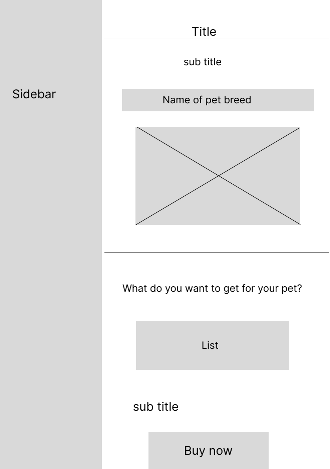 Title
sub title
Sidebar
Name of pet breed
What do you want to get for your pet?
List
sub title
Buy now